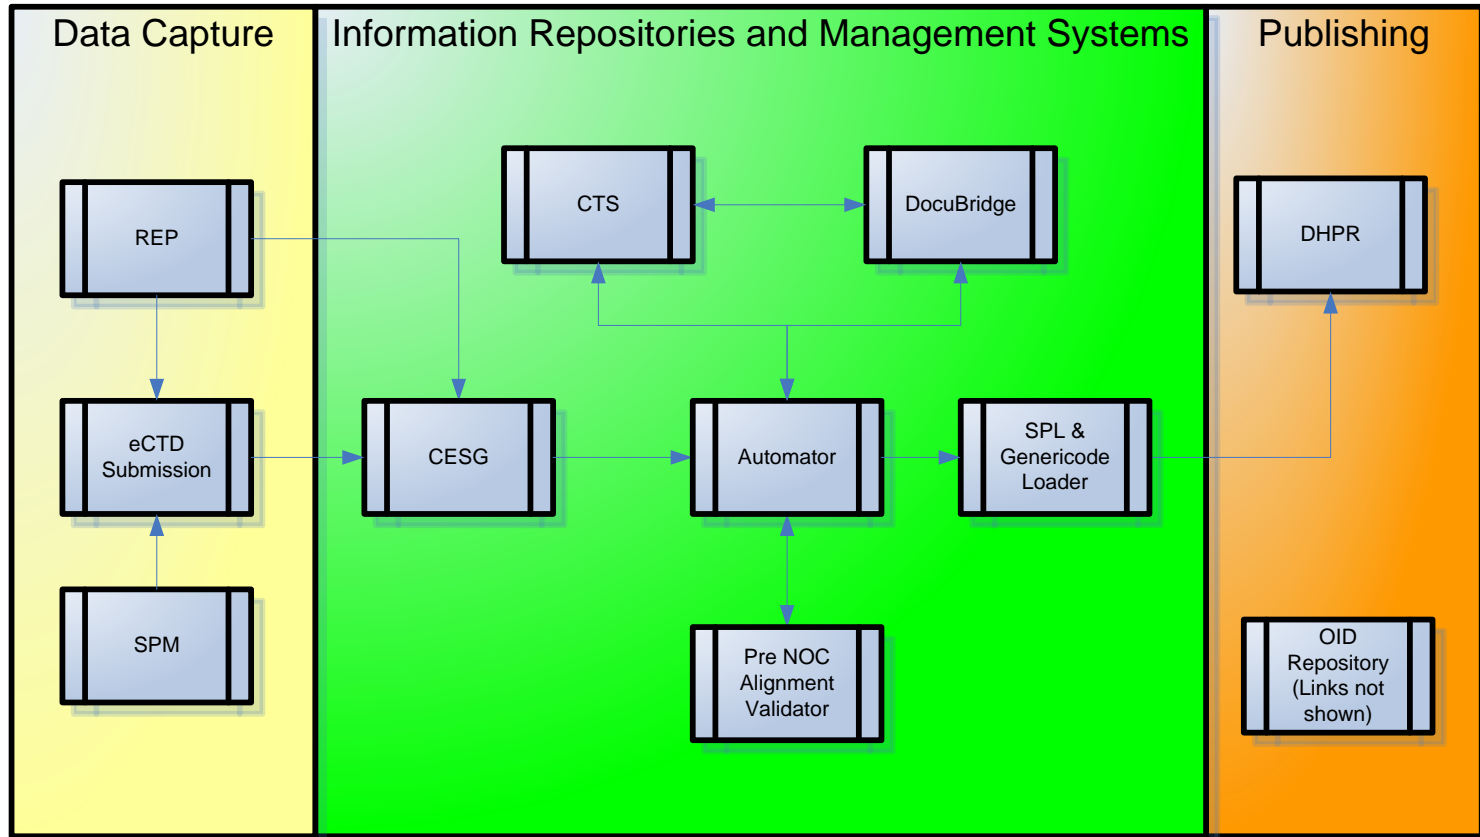 Data Capture
Information Repositories and Management Systems
Publishing
REP
CTS
DocuBridge
DHPR
eCTD
Submission
CESG
Automator
SPL &
Genericode
Loader
SPM
Pre NOC
Alignment
Validator
OID
Repository
(Links not
shown)